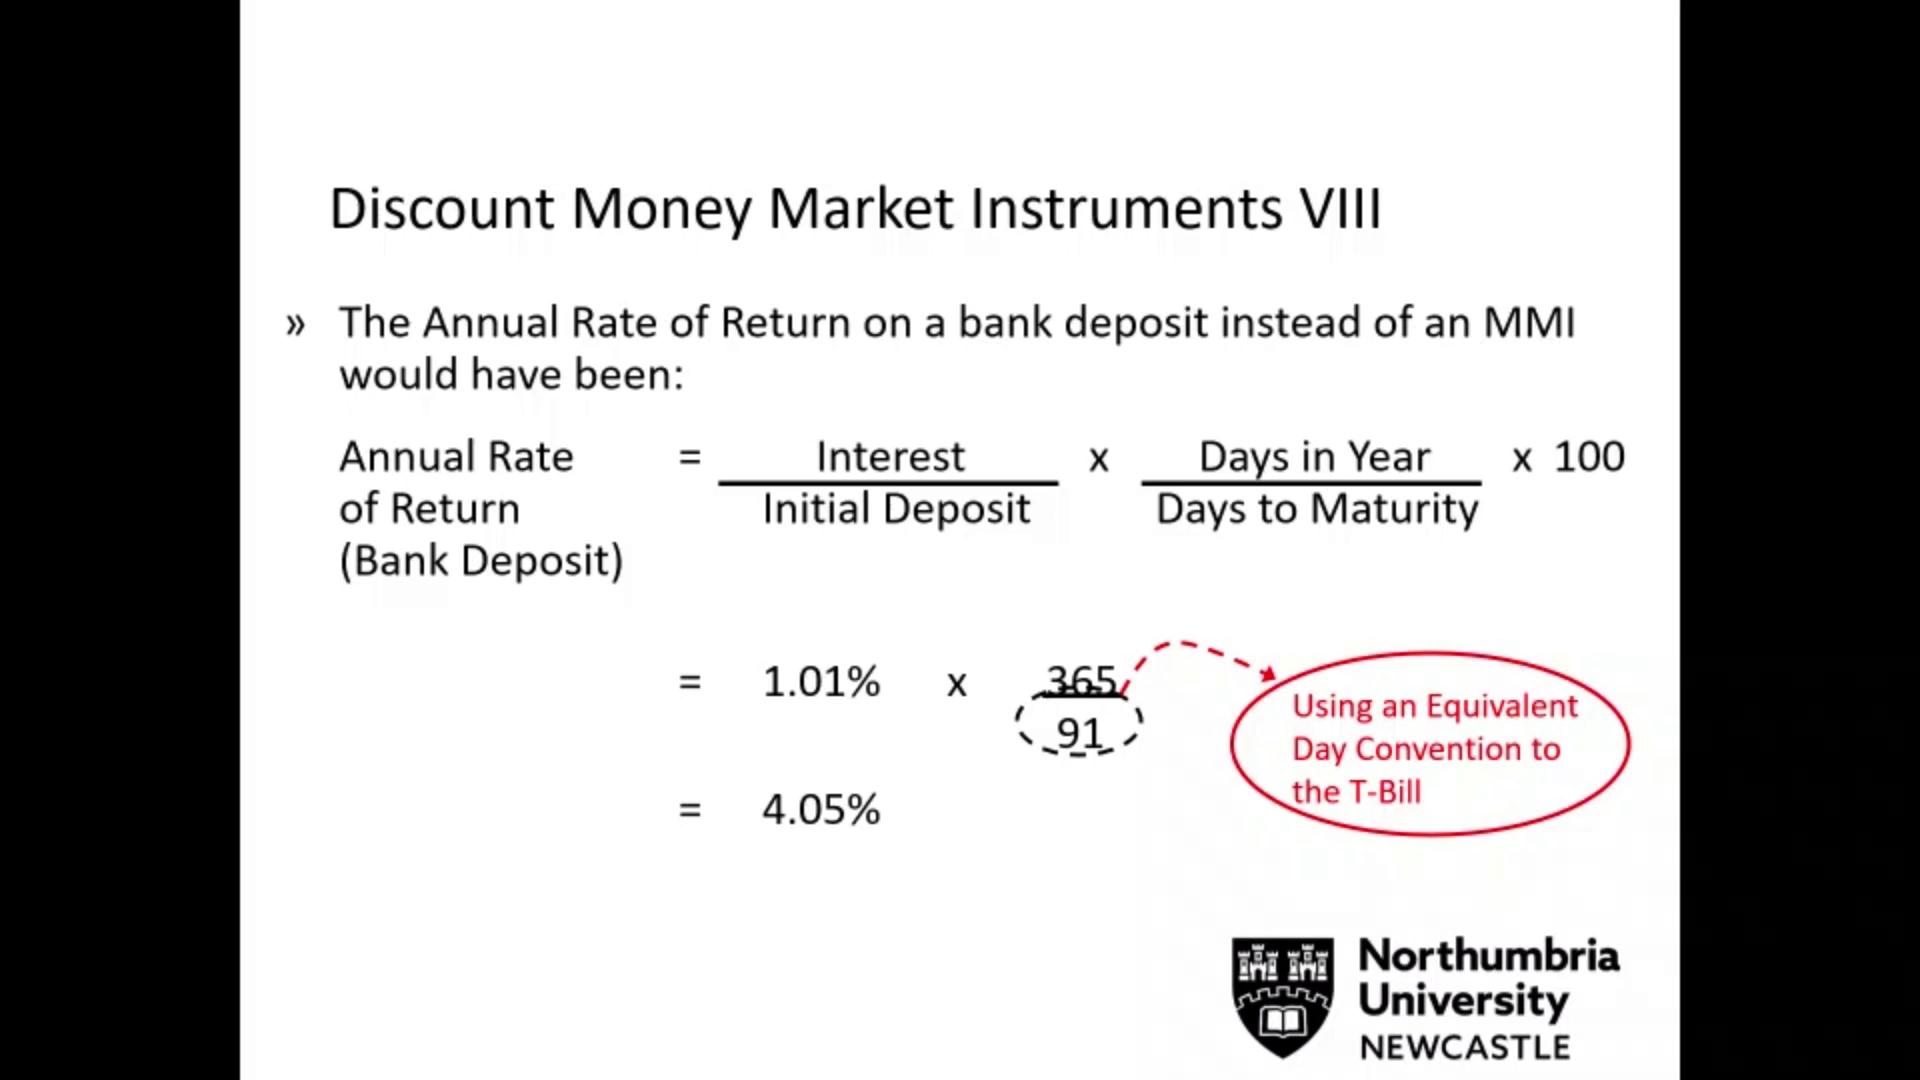 Discount Money Market Instruments VIII
» The Annual Rate of Return on a bank deposit instead of an MMI
would have been:
Annual Rate = Interest x Days in Year x 100
of Return Initial Deposit Days to Maturity
(Bank Deposit)
= 1.01% x 365
91
Using an Equivalent
Day Convention to
the T-Bill
= 4.05%
Northumbria
University
NEWCASTLE